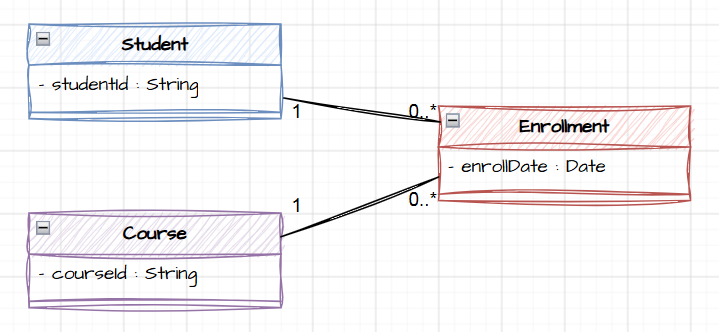 Student
- studentId : String
1
0..*
Enrollment
- enrollDate : Date
1
0..*
Course
- courseId : String